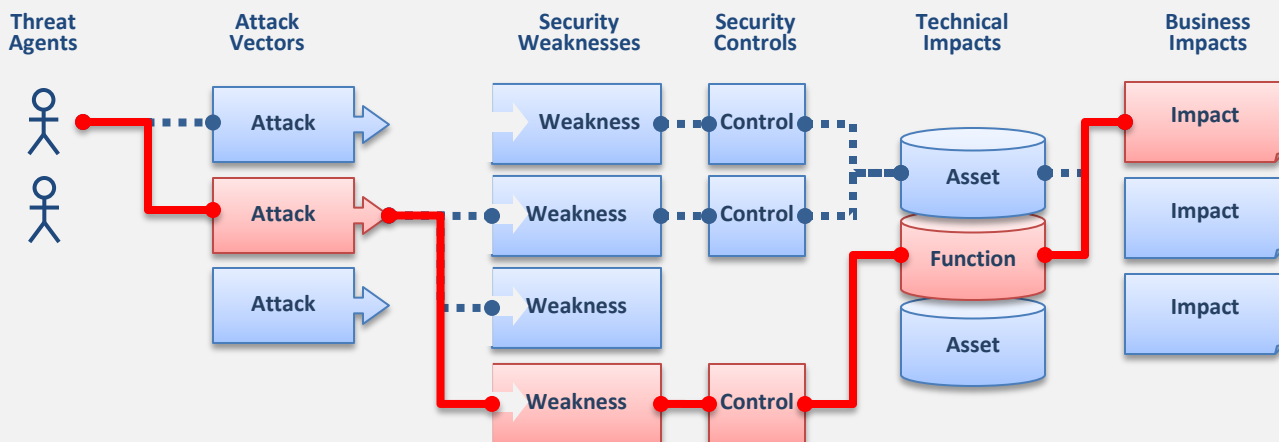 Threat
Agents
Attack
Vectors
Security
Weaknesses
Security
Controls
Technical
Impacts
Business
Impacts
Attack
Weakness
Control
Impact
Asset
Attack
Weakness
Control
Impact
Function
Attack
Weakness
Impact
Asset
Weakness
Control